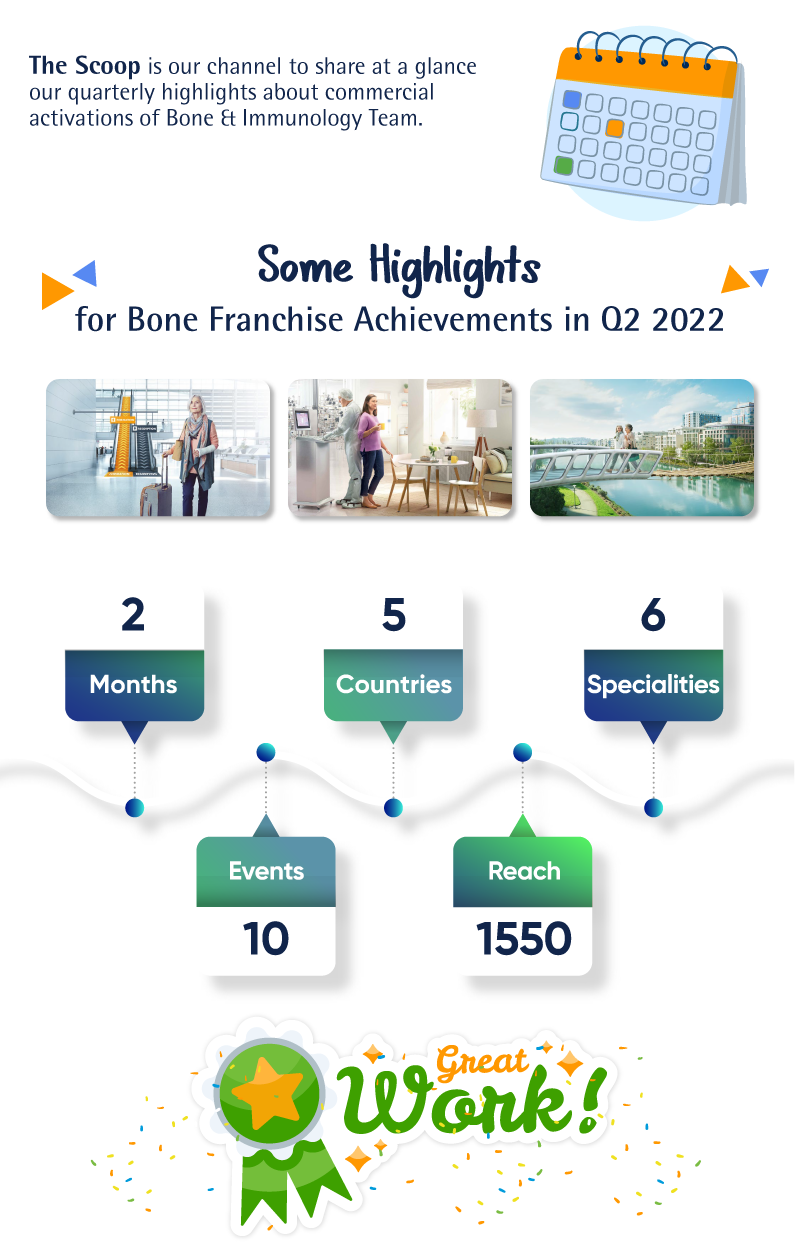 The Scoop is our channel to share at a glance
our quarterly highlights about commercial
activations of Bone & Immunology Team.
Some Highlights
for Bone Franchise Achievements in Q2 2022
2
Months
5
Countries
6
Specialities
Events
10
Reach
1550
Great
Work!